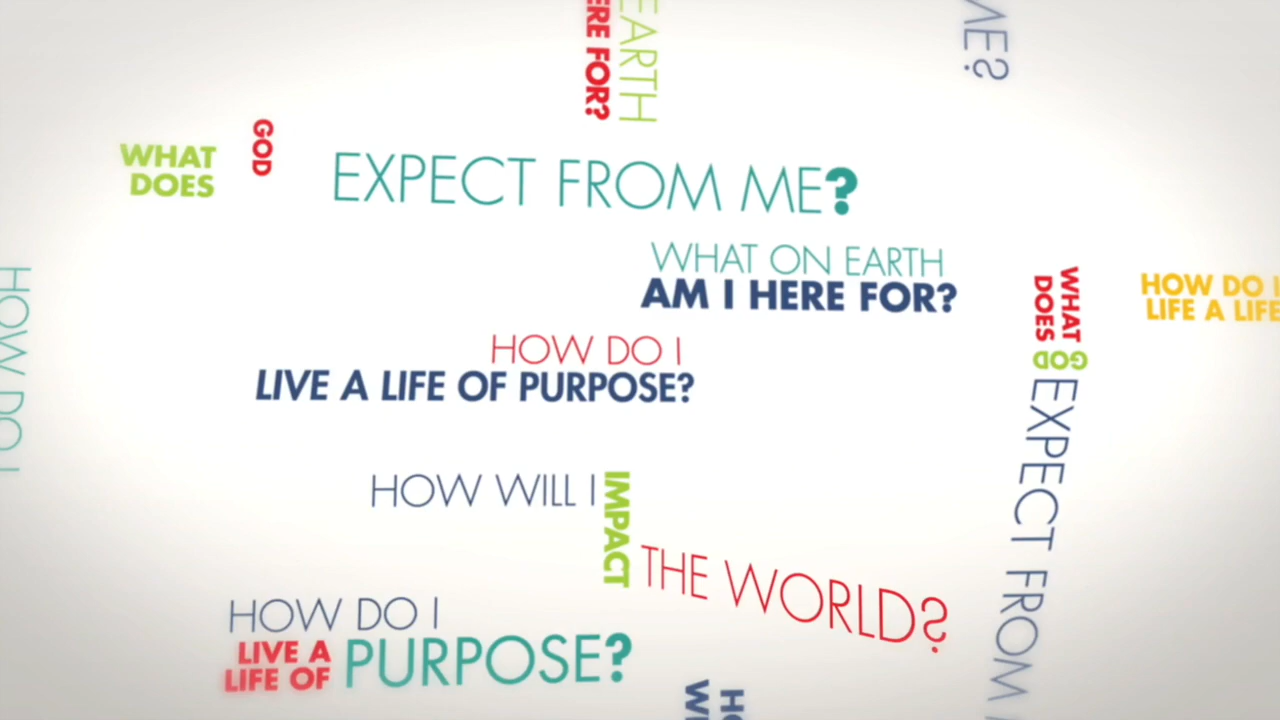 ERE FOR?
EARTH
ME?
WHAT
DOES
GOD
EXPECT FROM ME?
WHAT ON EARTH
AM I HERE FOR?
WHAT
DOES
GOD
EXPECT FROM
HOW DO I
LIFE A LIFE
HOW DO I
HOW DO I
LIVE A LIFE OF PURPOSE?
HOW WILL I
IMPACT
THE WORLD?
HOW DO I
LIVE A
LIFE OF
PURPOSE?